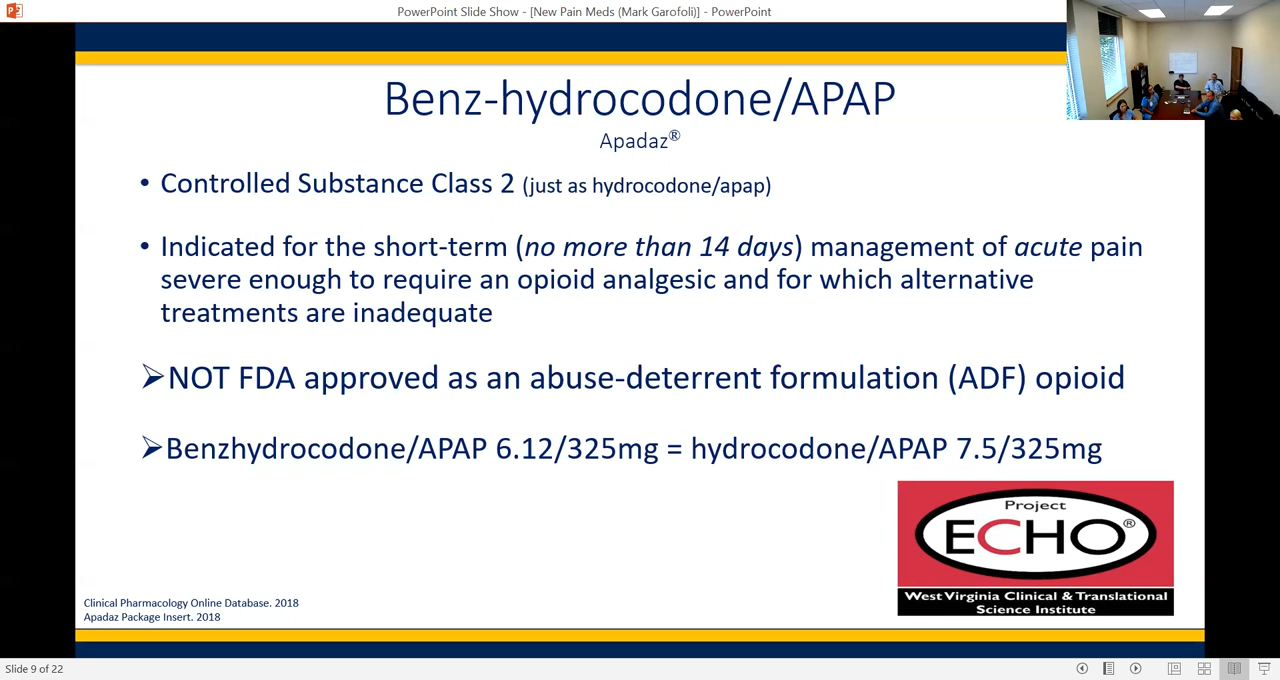 PowerPoint Slide Show - [New Pain Meds (Mark Garofoli)] - PowerPoint
Benz-hydrocodone/APAP
Apadaz®
• Controlled Substance Class 2 (just as hydrocodone/apap)
• Indicated for the short-term (no more than 14 days) management of acute pain
severe enough to require an opioid analgesic and for which alternative
treatments are inadequate
➢NOT FDA approved as an abuse-deterrent formulation (ADF) opioid
➢Benzhydrocodone/APAP 6.12/325mg = hydrocodone/APAP 7.5/325mg
Project
ECHO®
West Virginia Clinical & Translational
Science Institute
Clinical Pharmacology Online Database. 2018
Apadaz Package Insert. 2018
Slide 9 of 22